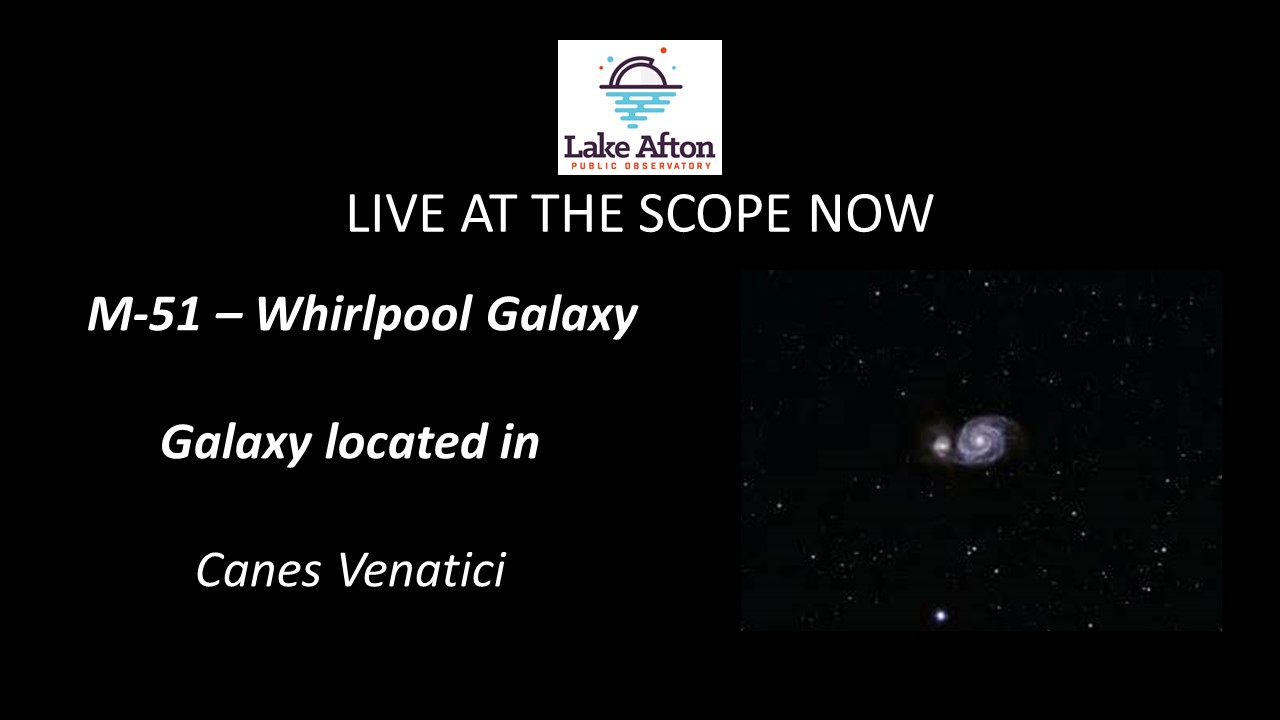 Lake Afton
PUBLIC OBSERVATORY
LIVE AT THE SCOPE NOW
M-51 – Whirlpool Galaxy
Galaxy located in
Canes Venatici